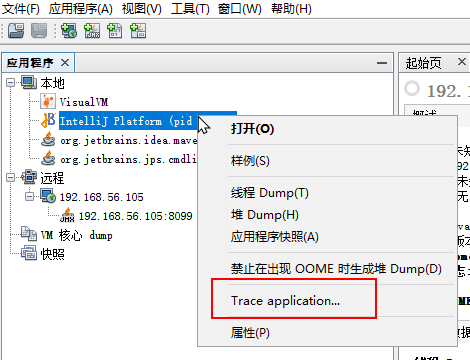 文件(F) 应用程序(A) 视图(V) 工具(T) 窗口(W) 帮助(H)
应用程序
起始页
本地
VisualVM
IntelliJ Platform (pid
org.jetbrains.idea.mave
org.jetbrains.jps.cmdli
远程
192.168.56.105
192.168.56.105:8099
VM 核心 dump
快照
打开(O)
样例(S)
线程 Dump(T)
堆 Dump(H)
应用程序快照(A)
禁止在出现 OOME 时生成堆 Dump(D)
Trace application...
属性(P)
192.
概述